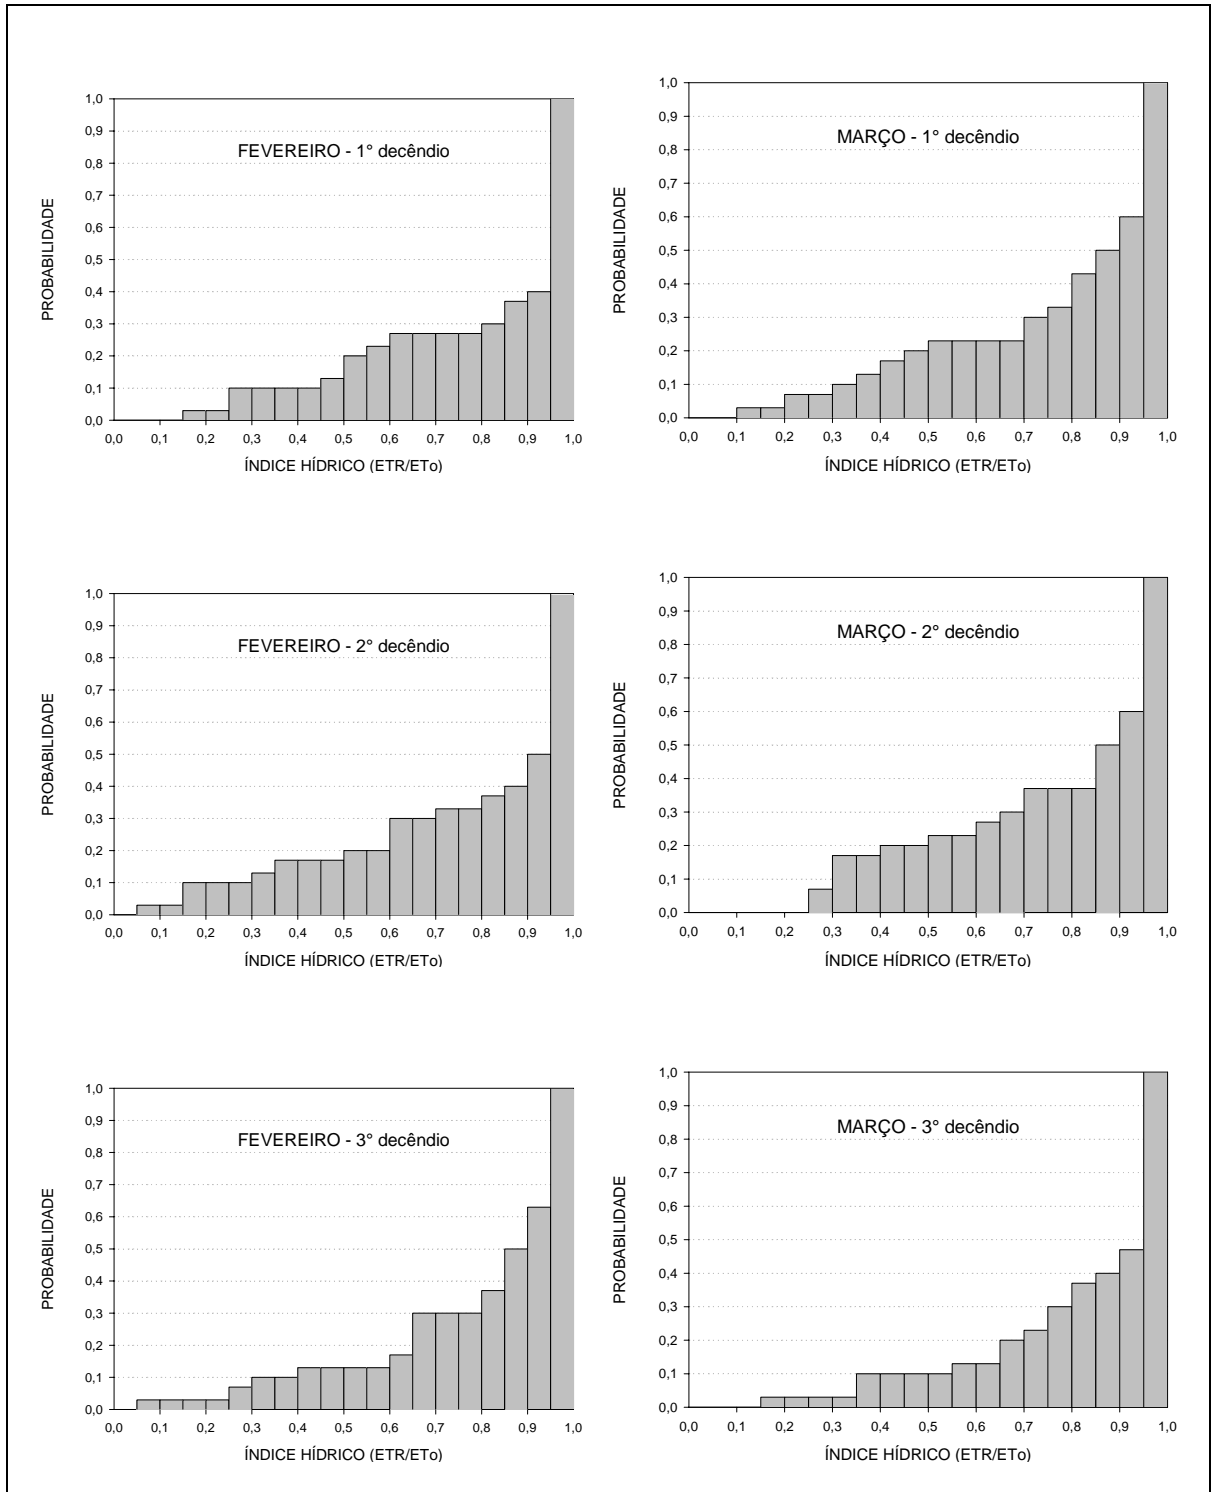 FEVEREIRO - 1° decêndio
PROBABILIDADE
1,0
0,9
0,8
0,7
0,6
0,5
0,4
0,3
0,2
0,1
0,0
0,0 0,1 0,2 0,3 0,4 0,5 0,6 0,7 0,8 0,9 1,0
ÍNDICE HÍDRICO (ETR/ETo)
MARÇO - 1° decêndio
PROBABILIDADE
1,0
0,9
0,8
0,7
0,6
0,5
0,4
0,3
0,2
0,1
0,0
0,0 0,1 0,2 0,3 0,4 0,5 0,6 0,7 0,8 0,9 1,0
ÍNDICE HÍDRICO (ETR/ETo)
FEVEREIRO - 2° decêndio
PROBABILIDADE
1,0
0,9
0,8
0,7
0,6
0,5
0,4
0,3
0,2
0,1
0,0
0,0 0,1 0,2 0,3 0,4 0,5 0,6 0,7 0,8 0,9 1,0
ÍNDICE HÍDRICO (ETR/ETo)
MARÇO - 2° decêndio
PROBABILIDADE
1,0
0,9
0,8
0,7
0,6
0,5
0,4
0,3
0,2
0,1
0,0
0,0 0,1 0,2 0,3 0,4 0,5 0,6 0,7 0,8 0,9 1,0
ÍNDICE HÍDRICO (ETR/ETo)
FEVEREIRO - 3° decêndio
PROBABILIDADE
1,0
0,9
0,8
0,7
0,6
0,5
0,4
0,3
0,2
0,1
0,0
0,0 0,1 0,2 0,3 0,4 0,5 0,6 0,7 0,8 0,9 1,0
ÍNDICE HÍDRICO (ETR/ETo)
MARÇO - 3° decêndio
PROBABILIDADE
1,0
0,9
0,8
0,7
0,6
0,5
0,4
0,3
0,2
0,1
0,0
0,0 0,1 0,2 0,3 0,4 0,5 0,6 0,7 0,8 0,9 1,0
ÍNDICE HÍDRICO (ETR/ETo)